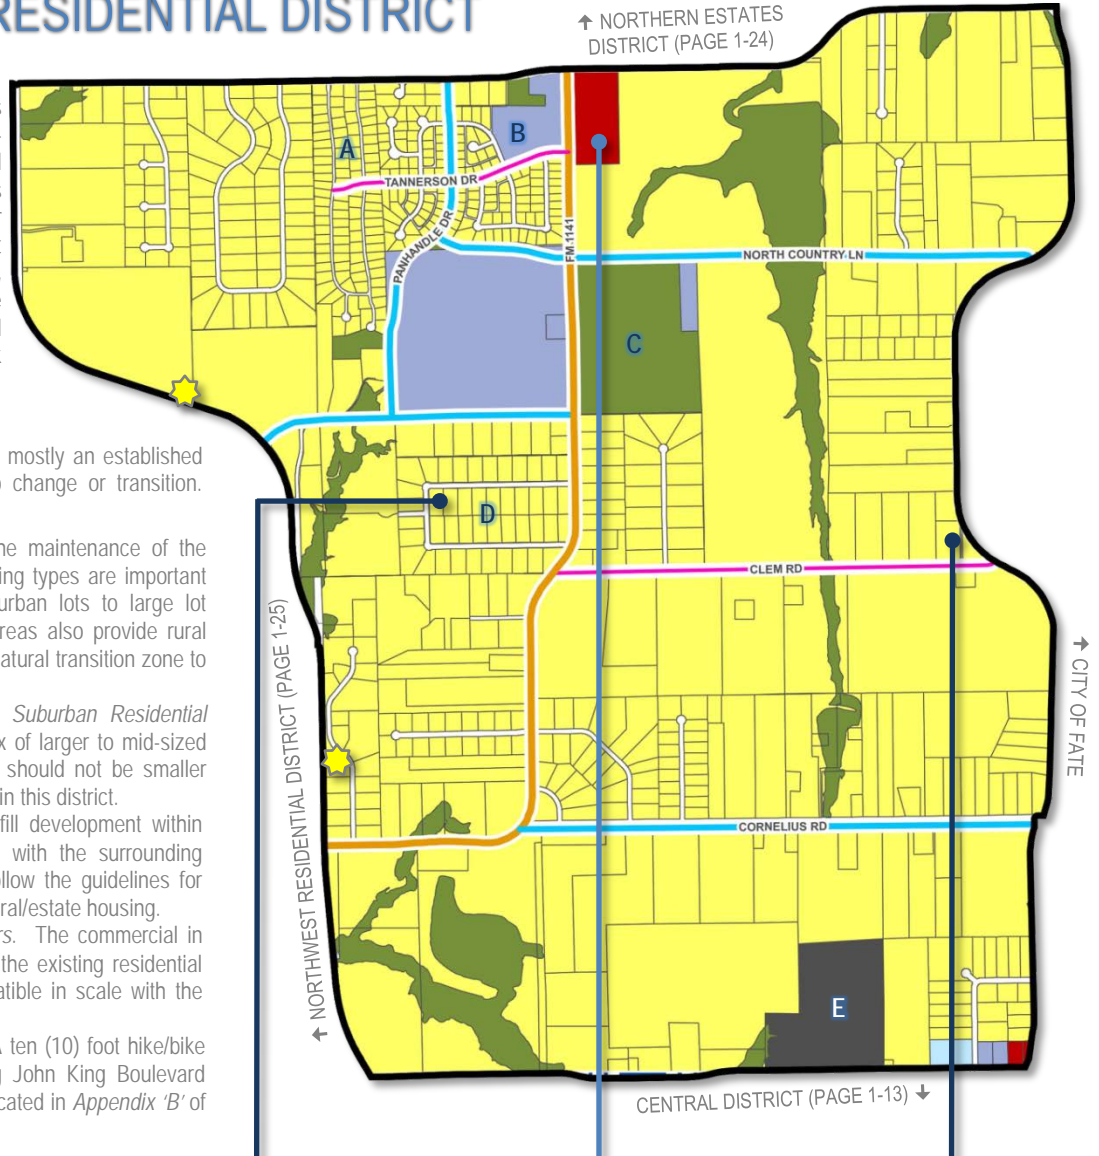 RESIDENTIAL DISTRICT
NORTHERN ESTATES
DISTRICT (PAGE 1-24)
A
B
TANNERSON DR
PANHANDLE DR
FM 1141
NORTH COUNTRY LN
C
mostly an established
change or transition.
D
he maintenance of the
ing types are important
urban lots to large lot
reas also provide rural
natural transition zone to
CLEM RD
NORTHWEST RESIDENTIAL DISTRICT (PAGE 1-25)
CITY OF FATE
Suburban Residential
x of larger to mid-sized
should not be smaller
in this district.
fill development within
with the surrounding
ollow the guidelines for
ral/estate housing.
rs. The commercial in
the existing residential
atible in scale with the
CORNELIUS RD
E
A ten (10) foot hike/bike
g John King Boulevard
cated in Appendix 'B' of
CENTRAL DISTRICT (PAGE 1-13)